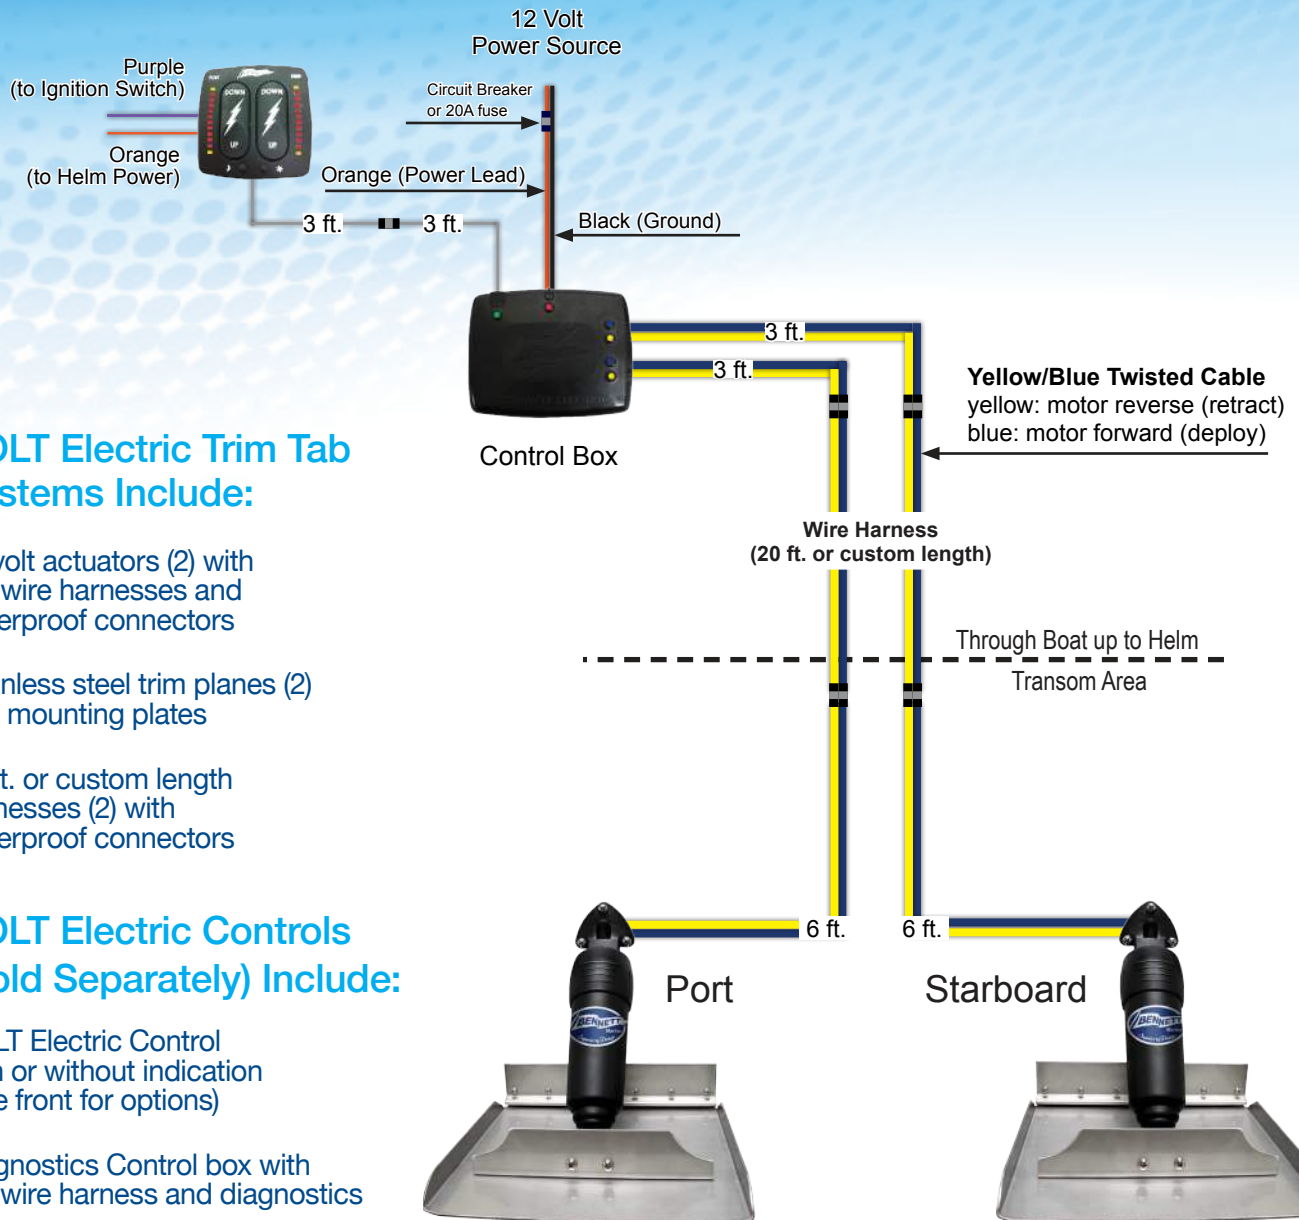 12 Volt
Power Source
Purple
(to Ignition Switch)
Orange
(to Helm Power)
DOWN DOWN
UP UP
Circuit Breaker
or 20A fuse
Orange (Power Lead)
Black (Ground)
3 ft. 3 ft.
3 ft.
3 ft.
Control Box
Yellow/Blue Twisted Cable
yellow: motor reverse (retract)
blue: motor forward (deploy)
Wire Harness
(20 ft. or custom length)
Through Boat up to Helm
Transom Area
6 ft. 6 ft.
Port
Starboard
BENNETT
BENNETT
OLT Electric Trim Tab
stems Include:
volt actuators (2) with
wire harnesses and
erproof connectors
nless steel trim planes (2)
mounting plates
t. or custom length
nesses (2) with
erproof connectors
OLT Electric Controls
old Separately) Include:
LT Electric Control
n or without indication
e front for options)
gnostics Control box with
wire harness and diagnostics